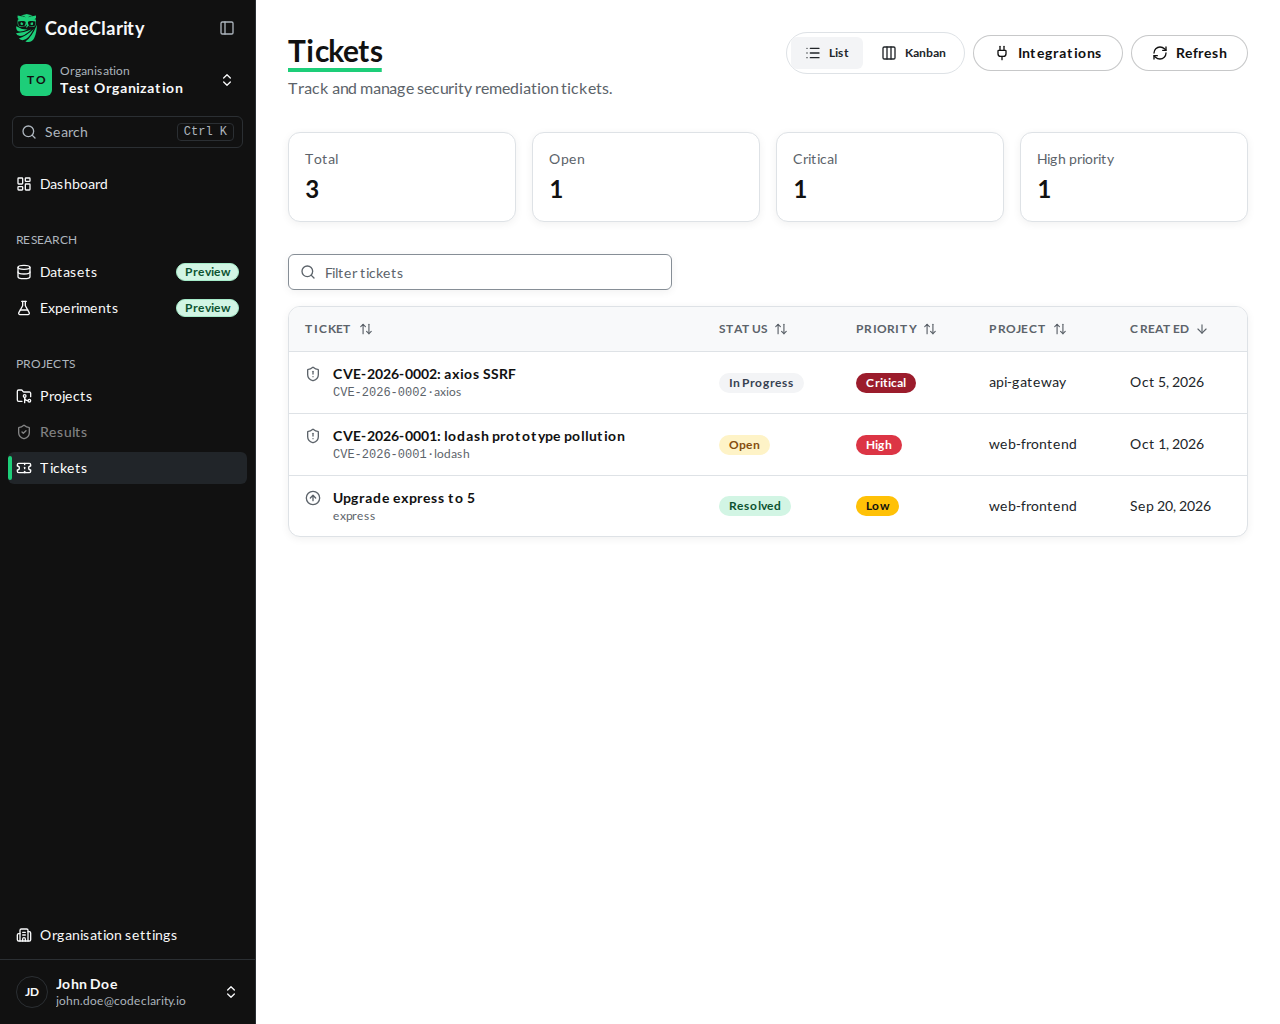 CodeClarity
TO
Organisation
Test Organization
Search
Ctrl K
Dashboard
RESEARCH
Datasets
Preview
Experiments
Preview
PROJECTS
Projects
Results
Tickets
Organisation settings
JD
John Doe
john.doe@codeclarity.io
Tickets
Track and manage security remediation tickets.
List
Kanban
Integrations
Refresh
Total
3
Open
1
Critical
1
High priority
1
Filter tickets
TICKET STATUS PRIORITY PROJECT CREATED
CVE-2026-0002: axios SSRF
CVE-2026-0002·axios
In Progress
Critical
api-gateway
Oct 5, 2026
CVE-2026-0001: lodash prototype pollution
CVE-2026-0001·lodash
Open
High
web-frontend
Oct 1, 2026
Upgrade express to 5
express
Resolved
Low
web-frontend
Sep 20, 2026